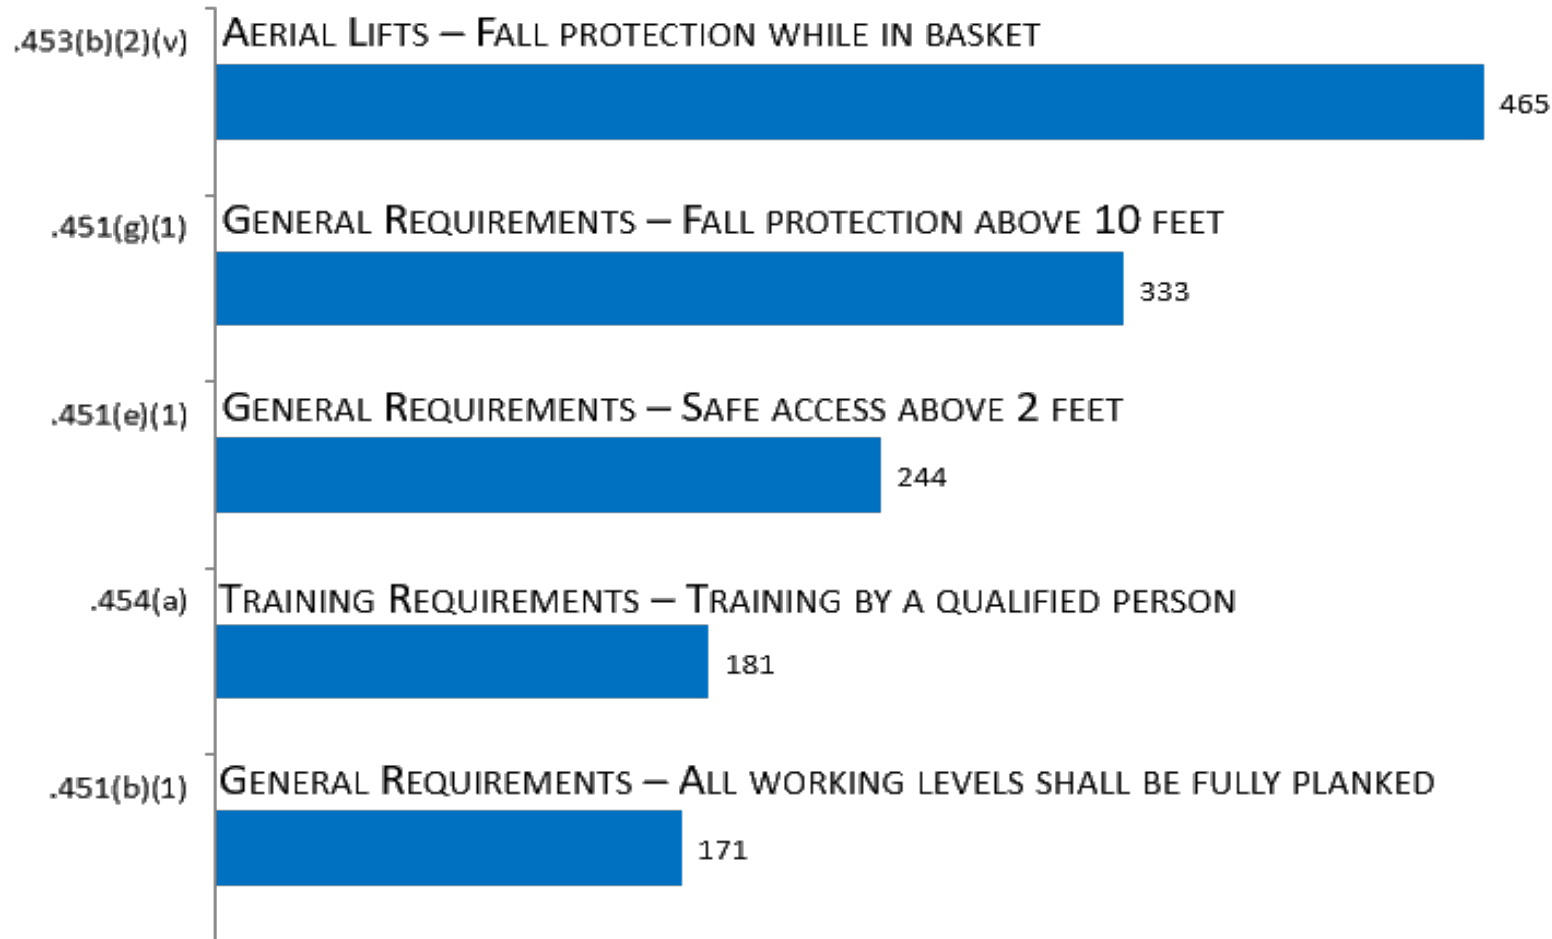 .453(b)(2)(v)
Aerial Lifts – Fall protection while in basket
465
.451(g)(1)
General Requirements – Fall protection above 10 feet
333
.451(e)(1)
General Requirements – Safe access above 2 feet
244
.454(a)
Training Requirements – Training by a qualified person
181
.451(b)(1)
General Requirements – All working levels shall be fully planked
171